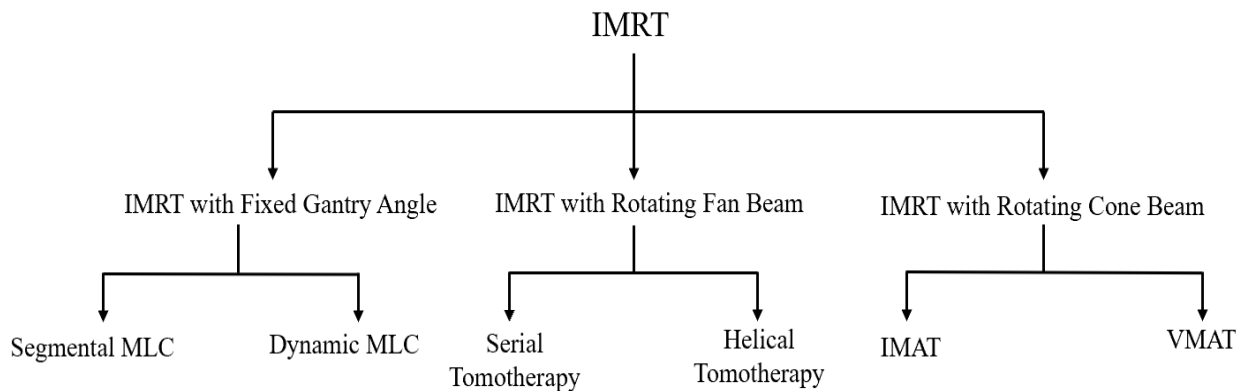 IMRT
IMRT with Fixed Gantry Angle
IMRT with Rotating Fan Beam
IMRT with Rotating Cone Beam
Segmental MLC
Dynamic MLC
Serial
Tomotherapy
Helical
Tomotherapy
IMAT
VMAT